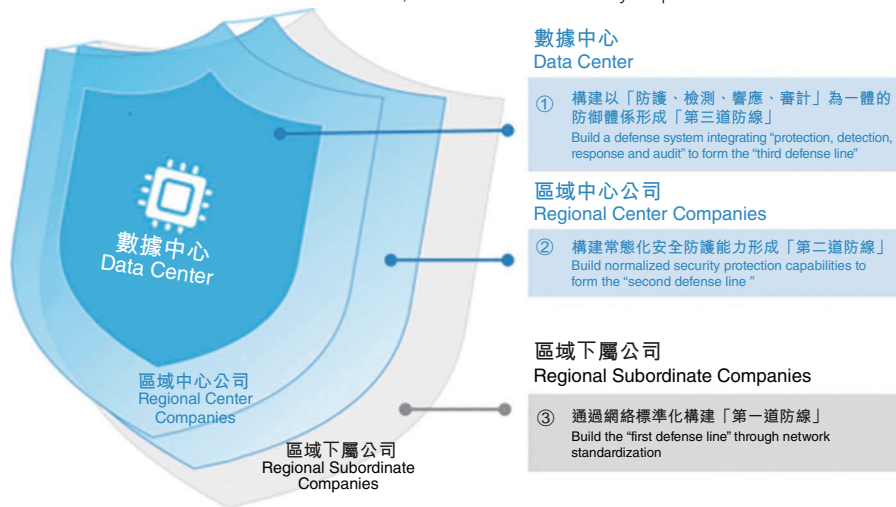 數據中心
Data Center
① 構建以「防護、檢測、響應、審計」為一體的
防御體係形成「第三道防線」
Build a defense system integrating “protection, detection,
response and audit” to form the “third defense line”
區域中心公司
Regional Center Companies
② 構建常態化安全防護能力形成「第二道防線」
Build normalized security protection capabilities to
form the “second defense line ”
區域下屬公司
Regional Subordinate Companies
③ 通過網絡標準化構建「第一道防線」
Build the “first defense line” through network
standardization
數據中心
Data Center
區域中心公司
Regional Center
Companies
區域下屬公司
Regional Subordinate
Companies